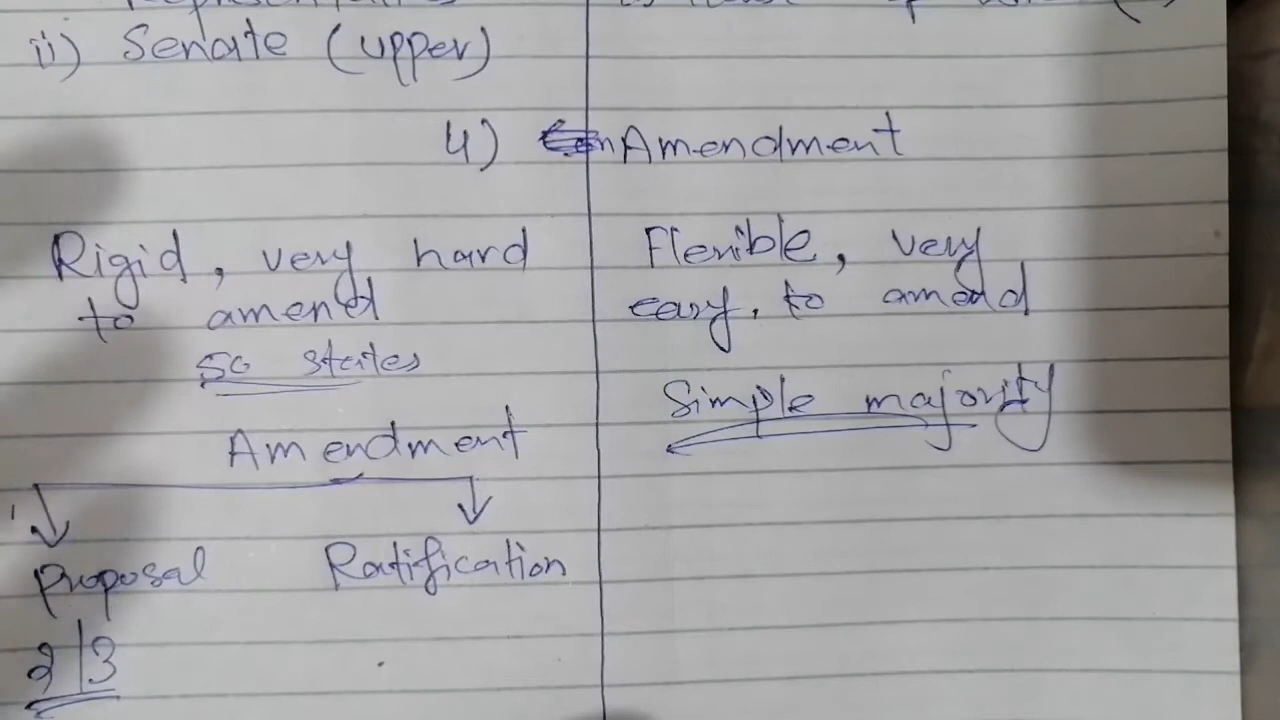 ii) Senate (upper)
4) Amendment
Rigid, very hard
to amend
50 states
Amendment
Proposal Ratification
2/3
Flexible, very
easy, to amend
Simple majority